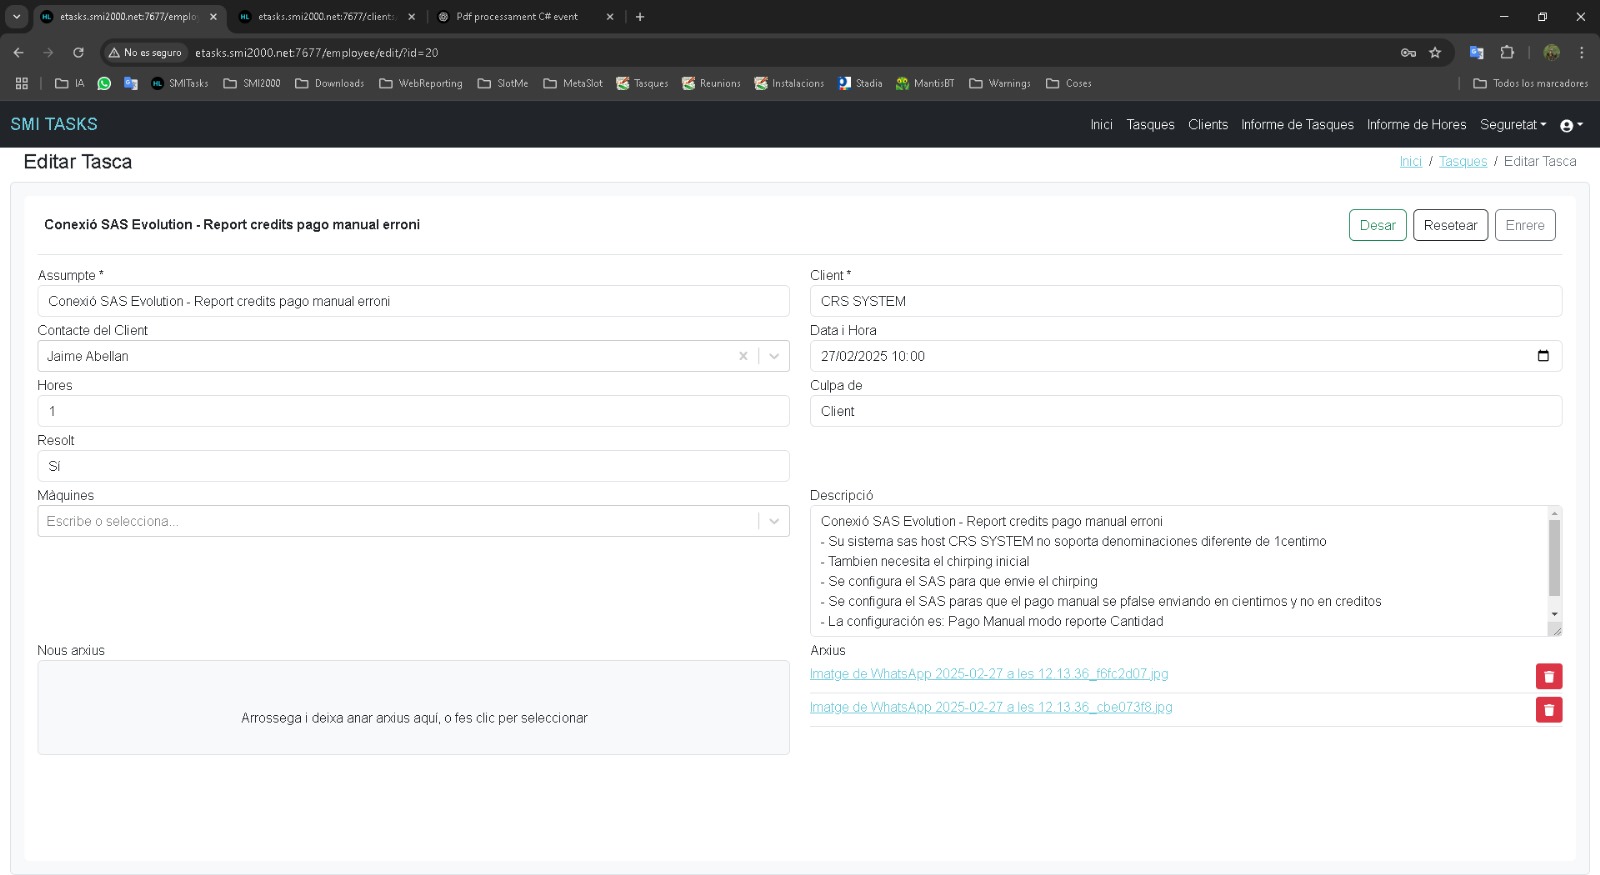 etasks.smi2000.net:7677/emplo
etasks.smi2000.net:7677/clients
Pdf processament C# event
No es seguro
etasks.smi2000.net:7677/employee/edit/?id=20
IA
SMITasks
SMI2000
Downloads
WebReporting
SlotMe
MetaSlot
Tasques
Reunions
Instalacions
Stadia
MantisBT
Warnings
Coses
Todos los marcadores
SMI TASKS
Inici
Tasques
Clients
Informe de Tasques
Informe de Hores
Seguretat
Editar Tasca
Inici / Tasques / Editar Tasca
Conexió SAS Evolution - Report credits pago manual erroni
Desar
Resetear
Enrere
Assumpte *
Conexió SAS Evolution - Report credits pago manual erroni
Client *
CRS SYSTEM
Contacte del Client
Jaime Abellan
Data i Hora
27/02/2025 10:00
Hores
1
Culpa de
Client
Resolt
Sí
Màquines
Escribe o selecciona...
Descripció
Conexió SAS Evolution - Report credits pago manual erroni
- Su sistema sas host CRS SYSTEM no soporta denominaciones diferente de 1centimo
- Tambien necesita el chirping inicial
- Se configura el SAS para que envie el chirping
- Se configura el SAS paras que el pago manual se pfalse enviando en cientimos y no en creditos
- La configuración es: Pago Manual modo reporte Cantidad
Nous arxius
Arrossega i deixa anar arxius aquí, o fes clic per seleccionar
Arxius
Imatge de WhatsApp 2025-02-27 a les 12.13.36_f6fc2d07.jpg
Imatge de WhatsApp 2025-02-27 a les 12.13.36_cbe073f8.jpg